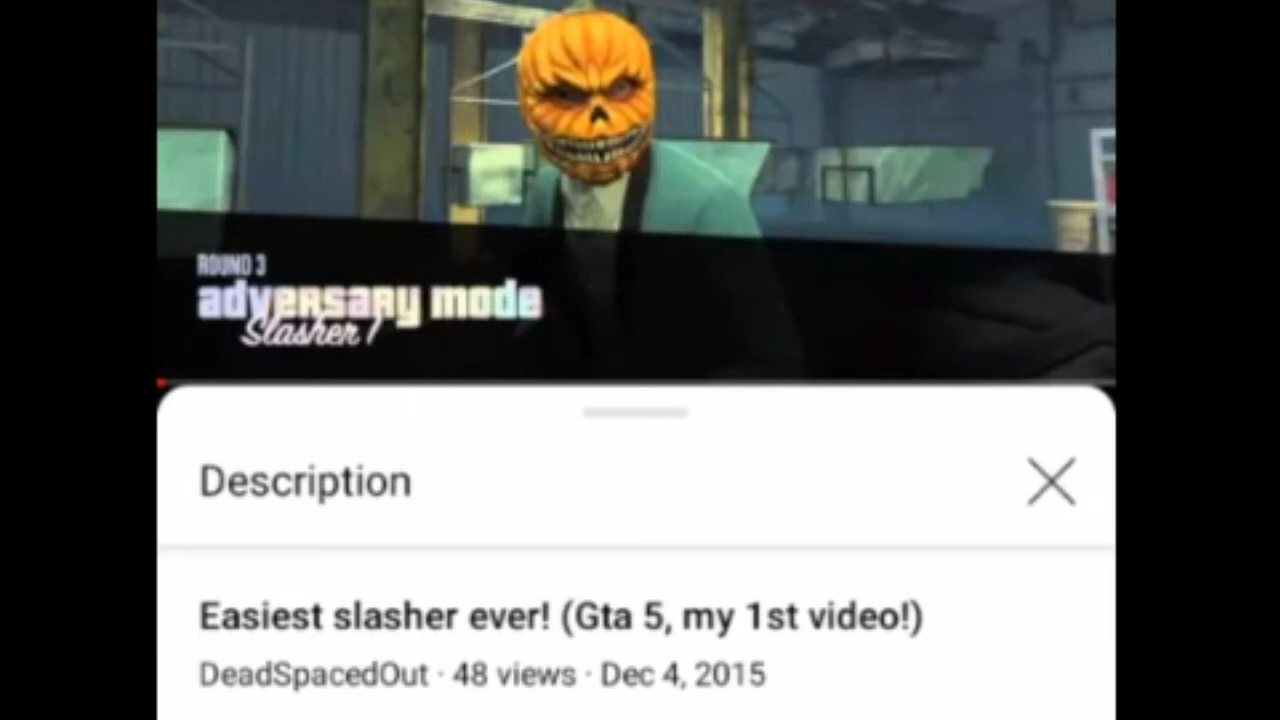 ROUND 3
adversary mode
Slasher I
Description
Easiest slasher ever! (Gta 5, my 1st video!)
DeadSpacedOut · 48 views · Dec 4, 2015